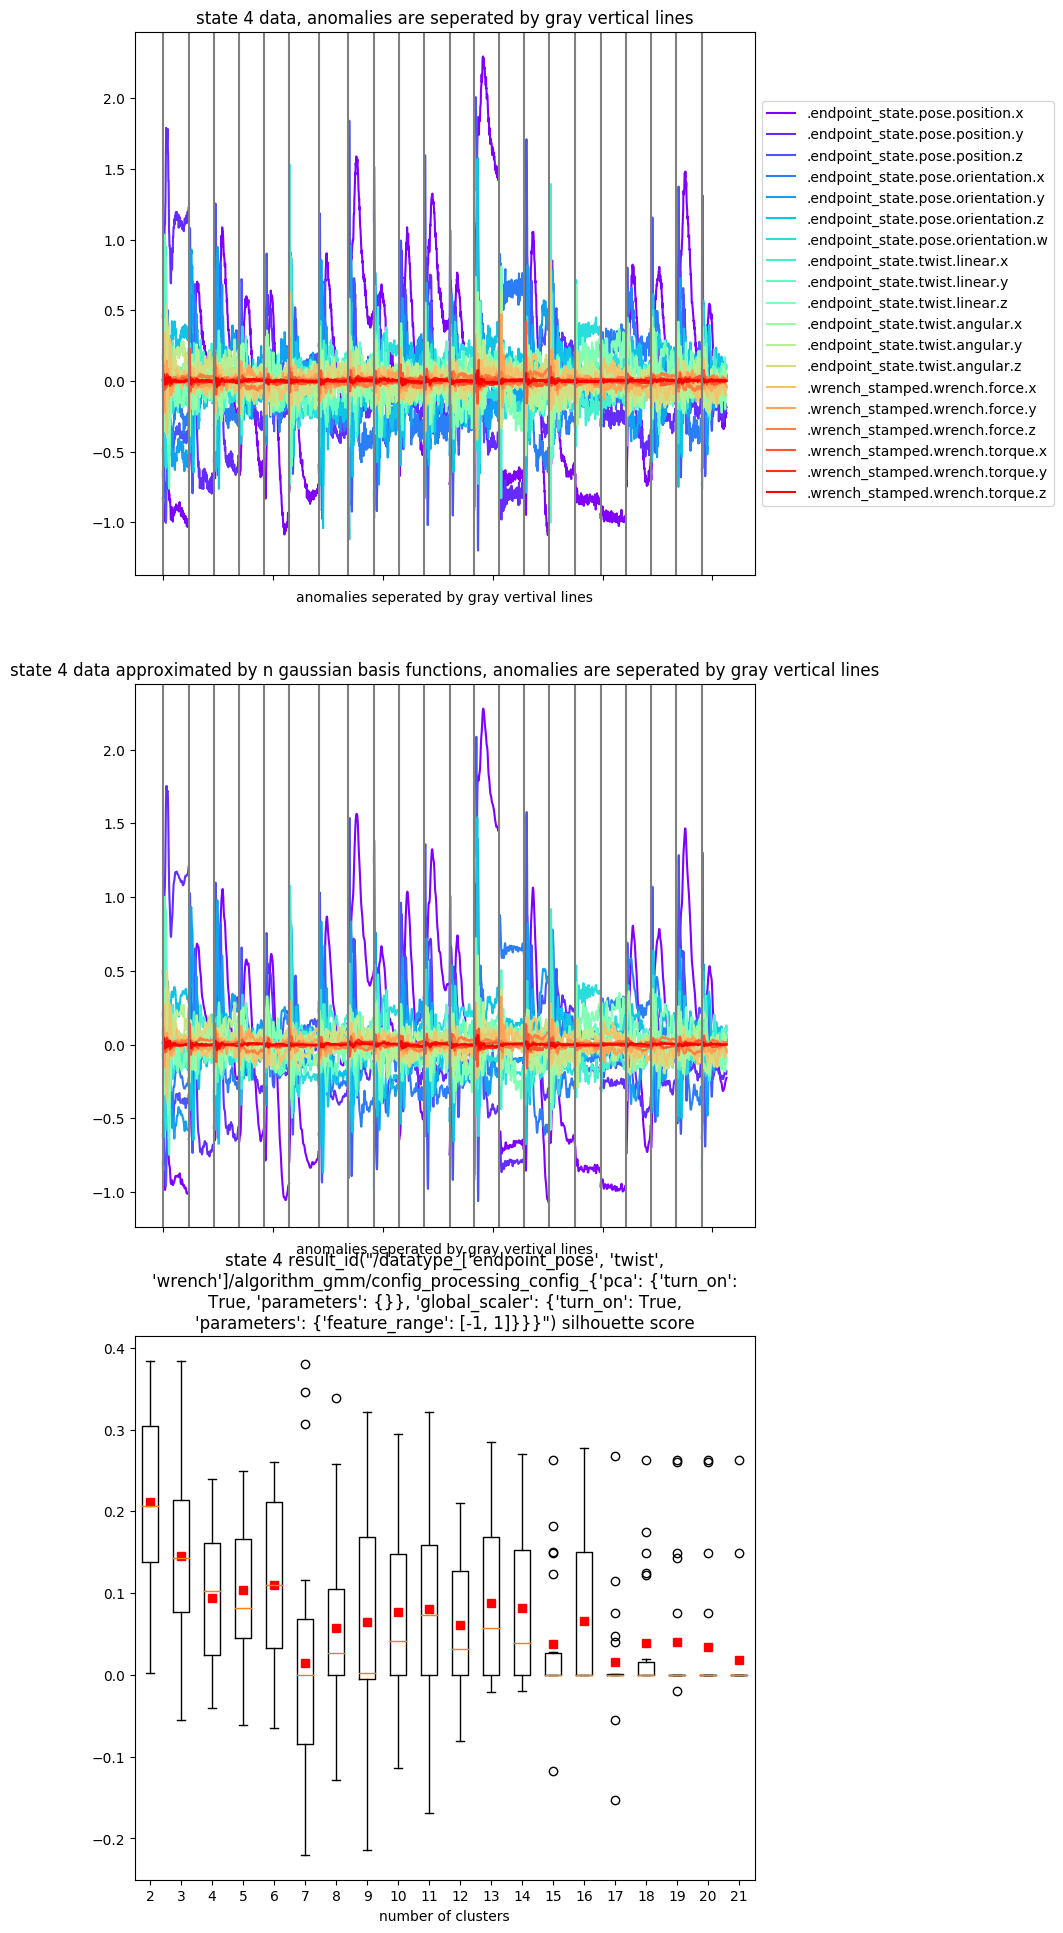 state 4 data, anomalies are seperated by gray vertical lines
2.0
1.5
1.0
0.5
0.0
−0.5
−1.0
.endpoint_state.pose.position.x
.endpoint_state.pose.position.y
.endpoint_state.pose.position.z
.endpoint_state.pose.orientation.x
.endpoint_state.pose.orientation.y
.endpoint_state.pose.orientation.z
.endpoint_state.pose.orientation.w
.endpoint_state.twist.linear.x
.endpoint_state.twist.linear.y
.endpoint_state.twist.linear.z
.endpoint_state.twist.angular.x
.endpoint_state.twist.angular.y
.endpoint_state.twist.angular.z
.wrench_stamped.wrench.force.x
.wrench_stamped.wrench.force.y
.wrench_stamped.wrench.force.z
.wrench_stamped.wrench.torque.x
.wrench_stamped.wrench.torque.y
.wrench_stamped.wrench.torque.z
anomalies seperated by gray vertival lines
state 4 data approximated by n gaussian basis functions, anomalies are seperated by gray vertical lines
2.0
1.5
1.0
0.5
0.0
−0.5
−1.0
anomalies seperated by gray vertival lines
state 4 result_id("/datatype_['endpoint_pose', 'twist',
'wrench']/algorithm_gmm/config_processing_config_{'pca': {'turn_on':
True, 'parameters': {}}, 'global_scaler': {'turn_on': True,
'parameters': {'feature_range': [-1, 1]}}}") silhouette score
0.4
0.3
0.2
0.1
0.0
−0.1
−0.2
2 3 4 5 6 7 8 9 10 11 12 13 14 15 16 17 18 19 20 21
number of clusters